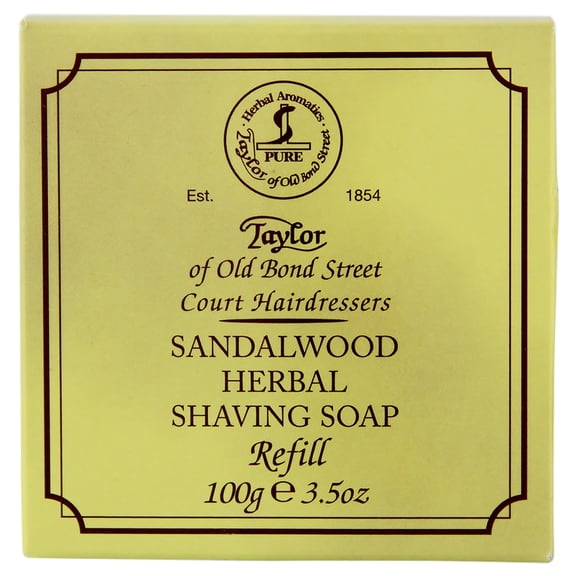 · Herbal Aromatics ·
PURE
Taylor of Old Bond Street
Est. 1854
Taylor
of Old Bond Street
Court Hairdressers
SANDALWOOD
HERBAL
SHAVING SOAP
Refill
100g ℮ 3.5oz